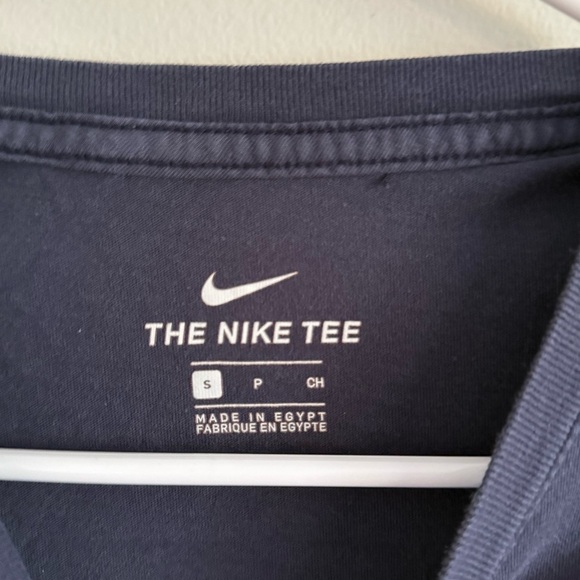 THE NIKE TEE
S P CH
MADE IN EGYPT
FABRIQUE EN EGYPTE